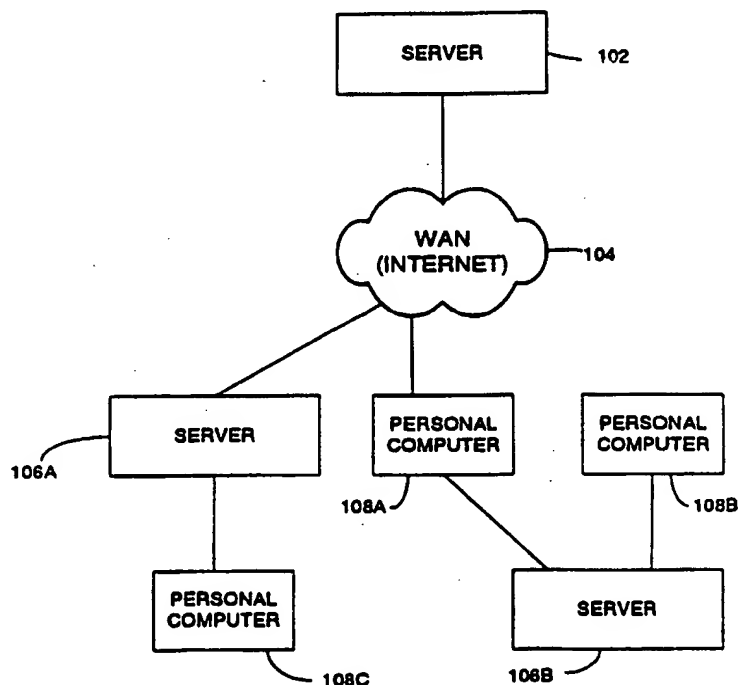 SERVER
102
WAN
(INTERNET)
104
SERVER
106A
PERSONAL
COMPUTER
108A
PERSONAL
COMPUTER
108B
PERSONAL
COMPUTER
108C
SERVER
106B